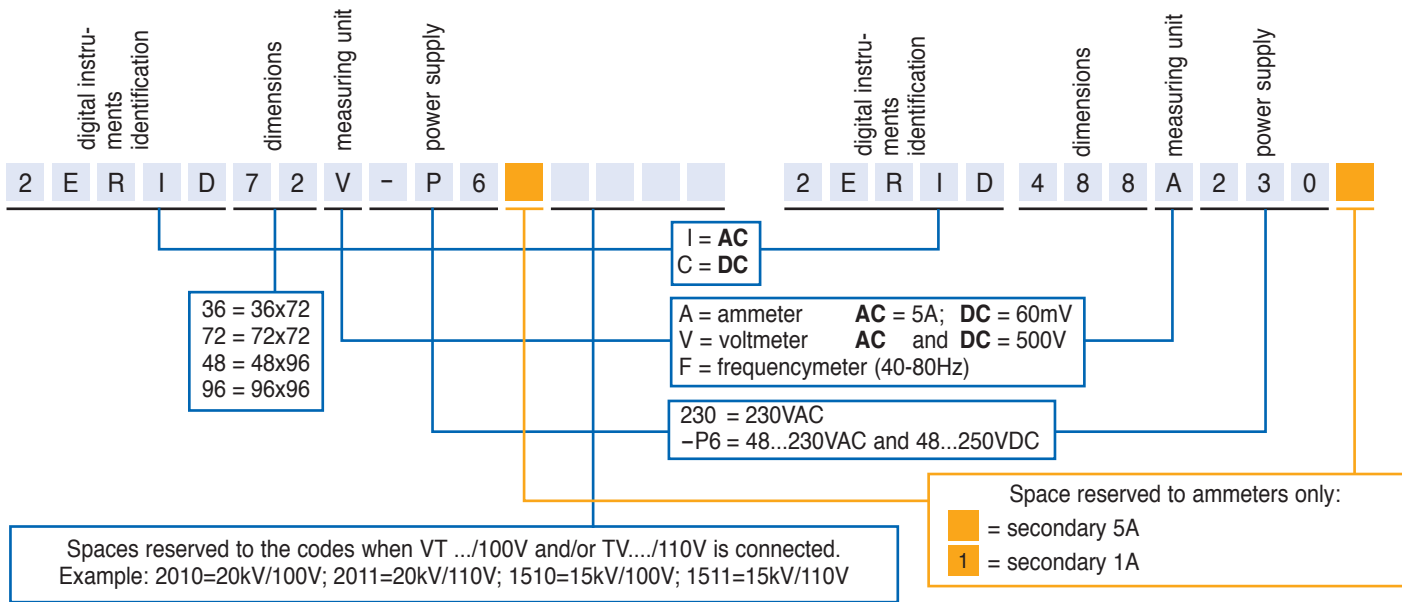 digital instru-
ments
identification
dimensions
measuring unit
power supply
digital instru-
ments
identification
dimensions
measuring unit
power supply
2 E R I D 7 2 V - P 6
2 E R I D 4 8 8 A 2 3 0
I = AC
C = DC
36 = 36x72
72 = 72x72
48 = 48x96
96 = 96x96
A = ammeter AC = 5A; DC = 60mV
V = voltmeter AC and DC = 500V
F = frequencymeter (40-80Hz)
230 = 230VAC
−P6 = 48...230VAC and 48...250VDC
Space reserved to ammeters only:
= secondary 5A
1 = secondary 1A
Spaces reserved to the codes when VT .../100V and/or TV..../110V is connected.
Example: 2010=20kV/100V; 2011=20kV/110V; 1510=15kV/100V; 1511=15kV/110V